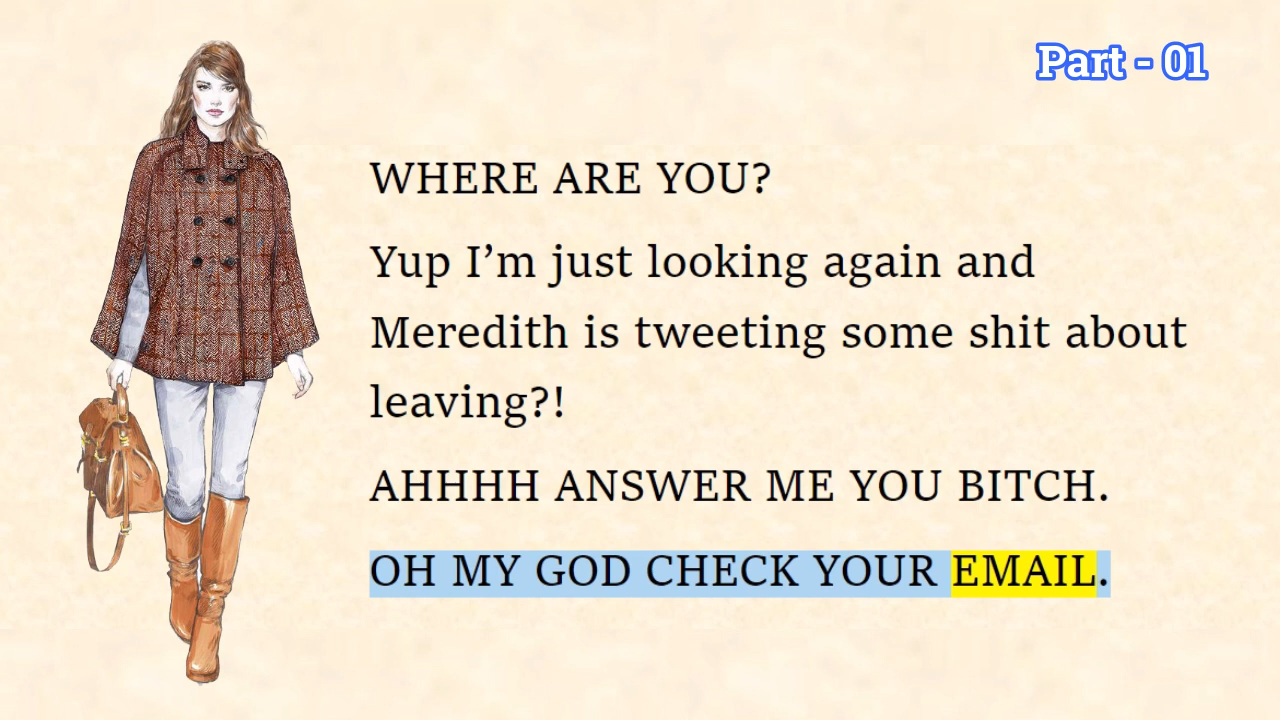 Part - 01
WHERE ARE YOU?
Yup I’m just looking again and
Meredith is tweeting some shit about
leaving?!
AHHHH ANSWER ME YOU BITCH.
OH MY GOD CHECK YOUR EMAIL.